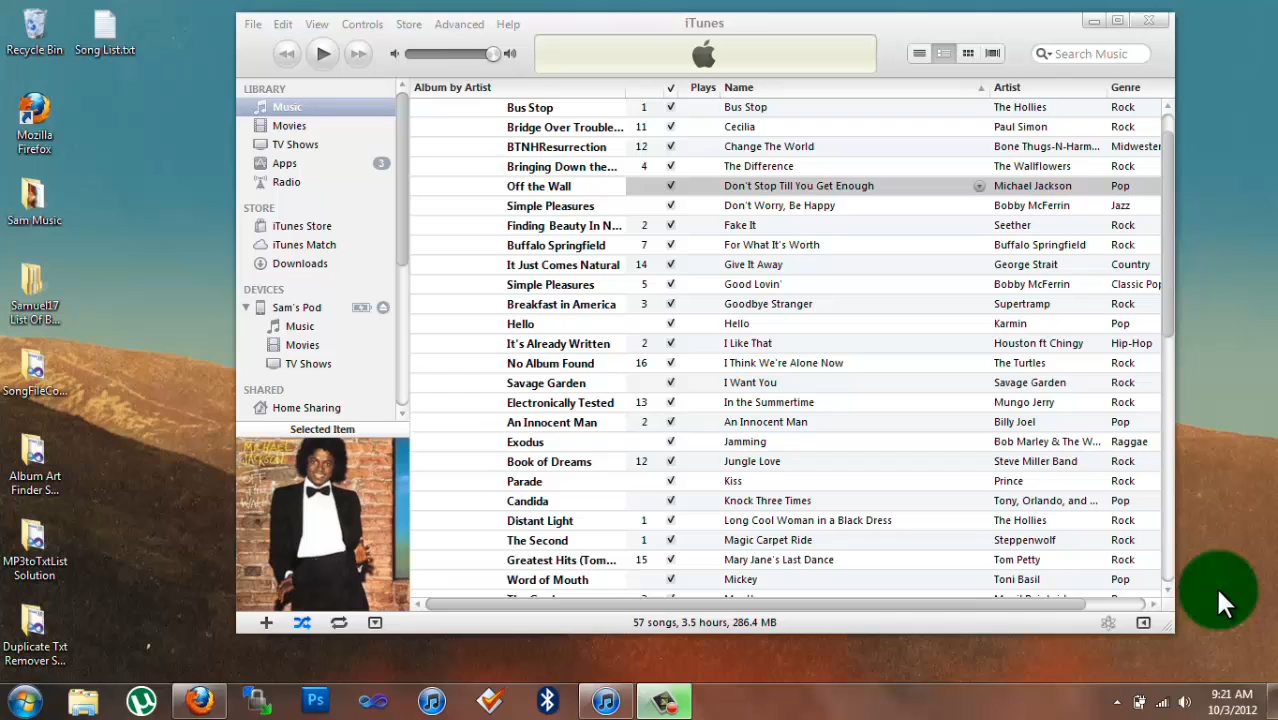 File Edit View Controls Store Advanced Help
iTunes
Search Music
LIBRARY
Music
Movies
TV Shows
Apps 3
Radio
STORE
iTunes Store
iTunes Match
Downloads
DEVICES
Sam's Pod
Music
Movies
TV Shows
SHARED
Home Sharing
Selected Item
MICHAEL
JACKSON
OFF
THE
WALL
Album by Artist Plays Name Artist Genre
Bus Stop 1 Bus Stop The Hollies Rock
Bridge Over Trouble... 11 Cecilia Paul Simon Rock
BTNHResurrection 12 Change The World Bone Thugs-N-Harm... Midwester
Bringing Down the... 4 The Difference The Wallflowers Rock
Off the Wall Don't Stop Till You Get Enough Michael Jackson Pop
Simple Pleasures Don't Worry, Be Happy Bobby McFerrin Jazz
Finding Beauty In N... 2 Fake It Seether Rock
Buffalo Springfield 7 For What It's Worth Buffalo Springfield Rock
It Just Comes Natural 14 Give It Away George Strait Country
Simple Pleasures 5 Good Lovin' Bobby McFerrin Classic Pop
Breakfast in America 3 Goodbye Stranger Supertramp Rock
Hello Hello Karmin Pop
It's Already Written 2 I Like That Houston ft Chingy Hip-Hop
No Album Found 16 I Think We're Alone Now The Turtles Rock
Savage Garden I Want You Savage Garden Rock
Electronically Tested 13 In the Summertime Mungo Jerry Rock
An Innocent Man 2 An Innocent Man Billy Joel Rock
Exodus Jamming Bob Marley & The W... Raggae
Book of Dreams 12 Jungle Love Steve Miller Band Rock
Parade Kiss Prince Rock
Candida Knock Three Times Tony, Orlando, and ... Pop
Distant Light 1 Long Cool Woman in a Black Dress The Hollies Rock
The Second 1 Magic Carpet Ride Steppenwolf Rock
Greatest Hits (Tom... 15 Mary Jane's Last Dance Tom Petty Rock
Word of Mouth Mickey Toni Basil Pop
57 songs, 3.5 hours, 286.4 MB
Recycle Bin
Song List.txt
Mozilla
Firefox
Sam Music
Samuel17
List Of B...
SongFileCo...
Album Art
Finder S...
MP3toTxtList
Solution
Duplicate Txt
Remover S...
Ps
9:21 AM
10/3/2012